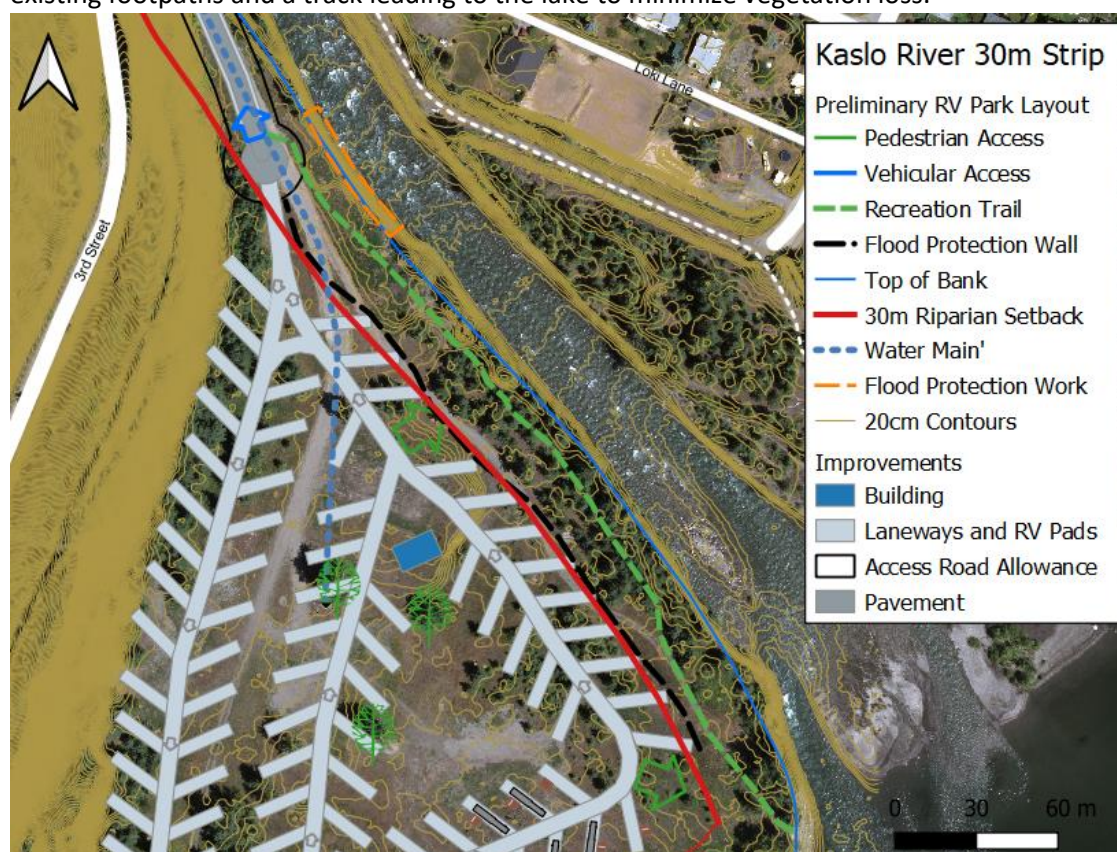 existing footpaths and a truck leading to the lake to minimize vegetation loss.
Loki Lane
3rd Street
Kaslo River 30m Strip
Preliminary RV Park Layout
Pedestrian Access
Vehicular Access
Recreation Trail
Flood Protection Wall
Top of Bank
30m Riparian Setback
Water Main'
Flood Protection Work
20cm Contours
Improvements
Building
Laneways and RV Pads
Access Road Allowance
Pavement
0 30 60 m